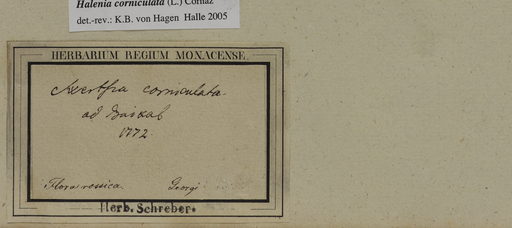 Halenia corniculata (L.) Cornaz
det.-rev.: K.B. von Hagen Halle 2005
HERBARIUM REGIUM MONACENSE.
Swertia corniculata
ad Baikal
1772.
Flora rossica.
Georgi
Herb. Schreber.